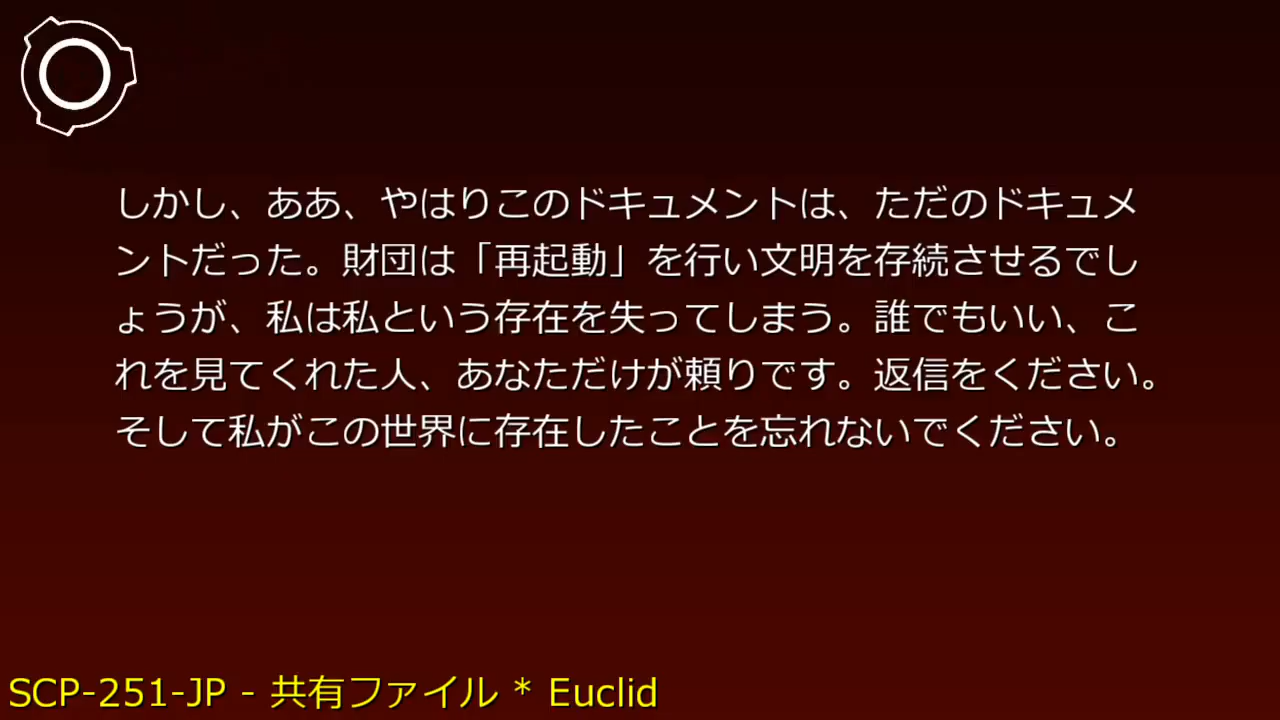 しかし、ああ、やはりこのドキュメントは、ただのドキュメ
ントだった。財団は「再起動」を行い文明を存続させるでし
ょうが、私は私という存在を失ってしまう。誰でもいい、こ
れを見てくれた人、あなただけが頼りです。返信をください。
そして私がこの世界に存在したことを忘れないでください。
SCP-251-JP - 共有ファイル * Euclid